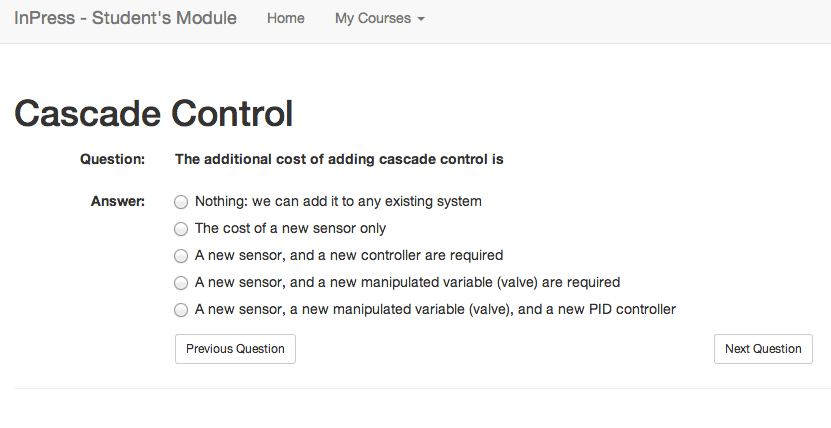 InPress - Student's Module Home My Courses
Cascade Control
Question: The additional cost of adding cascade control is
Answer: Nothing: we can add it to any existing system
The cost of a new sensor only
A new sensor, and a new controller are required
A new sensor, and a new manipulated variable (valve) are required
A new sensor, a new manipulated variable (valve), and a new PID controller
Previous Question Next Question